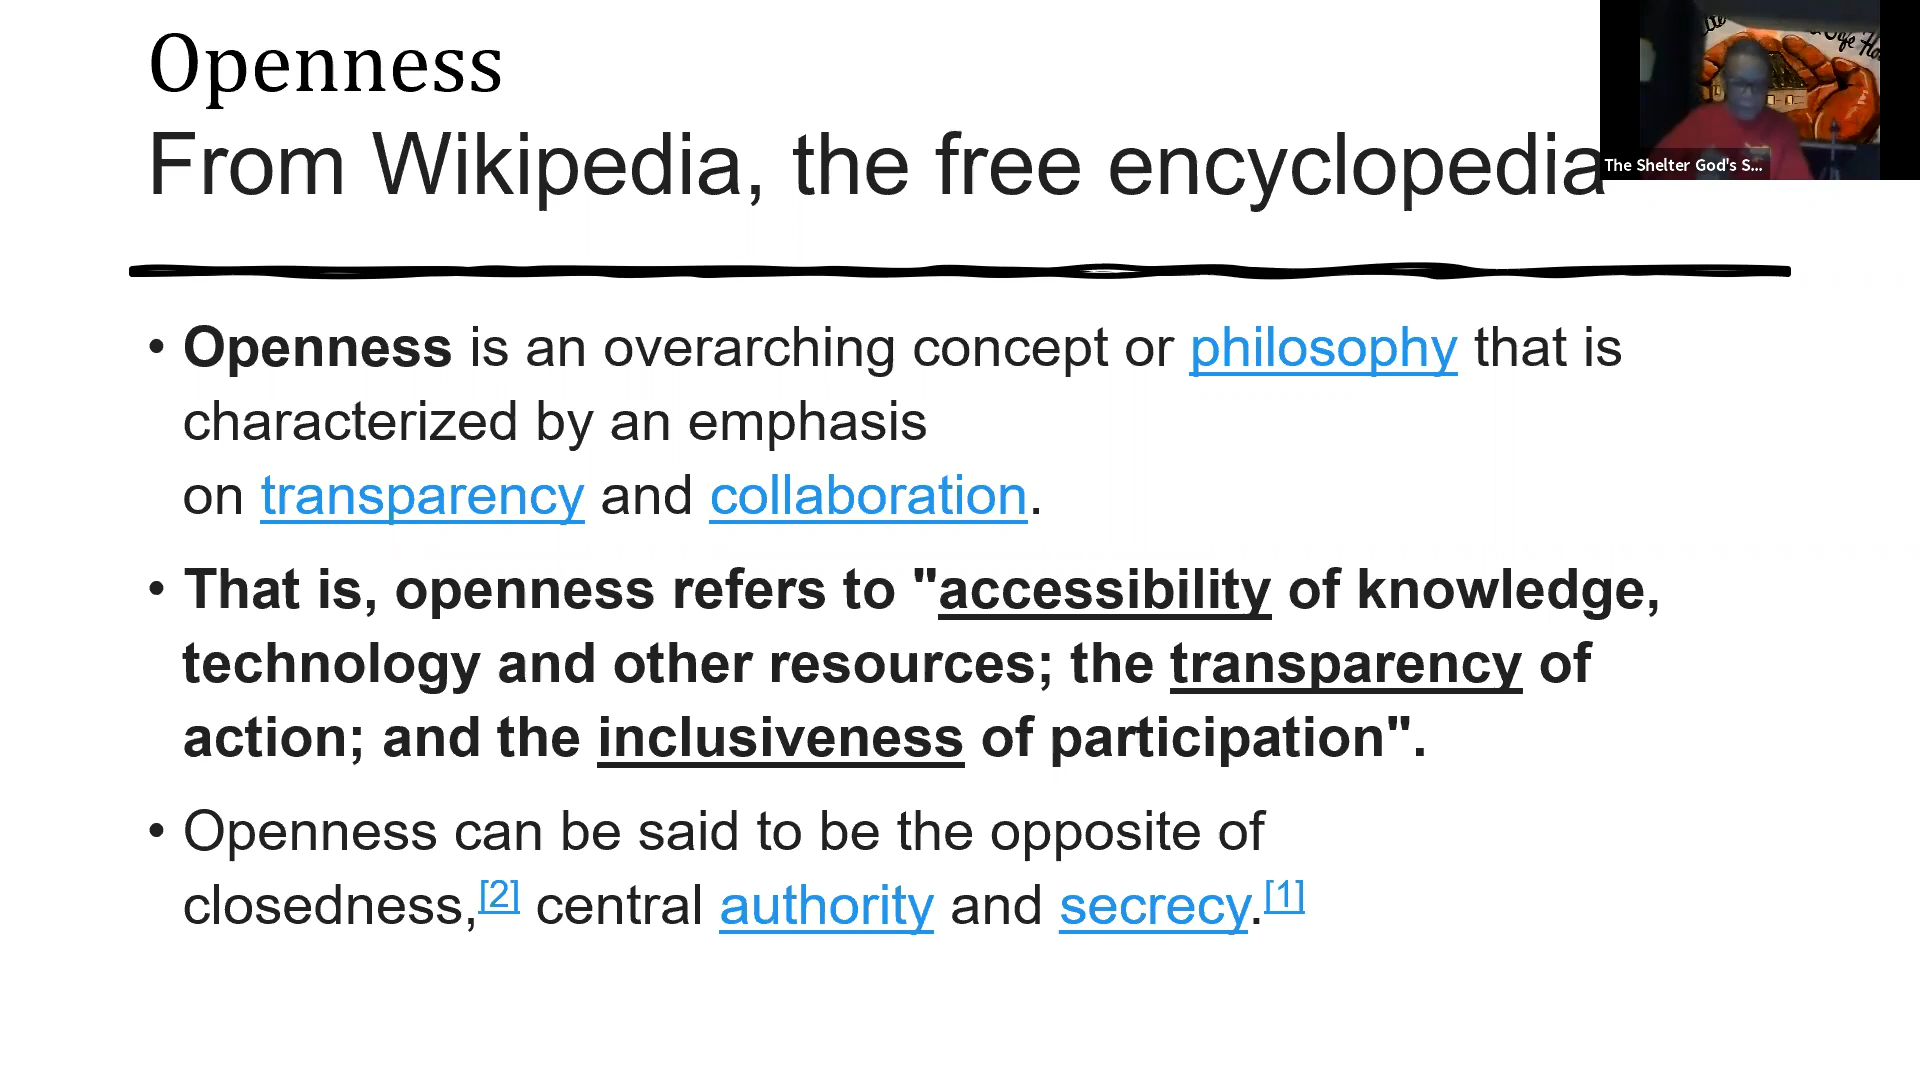 Openness
From Wikipedia, the free encyclopedia
The Shelter God's S...
• Openness is an overarching concept or philosophy that is
characterized by an emphasis
on transparency and collaboration.
• That is, openness refers to "accessibility of knowledge,
technology and other resources; the transparency of
action; and the inclusiveness of participation".
• Openness can be said to be the opposite of
closedness,[2] central authority and secrecy.[1]